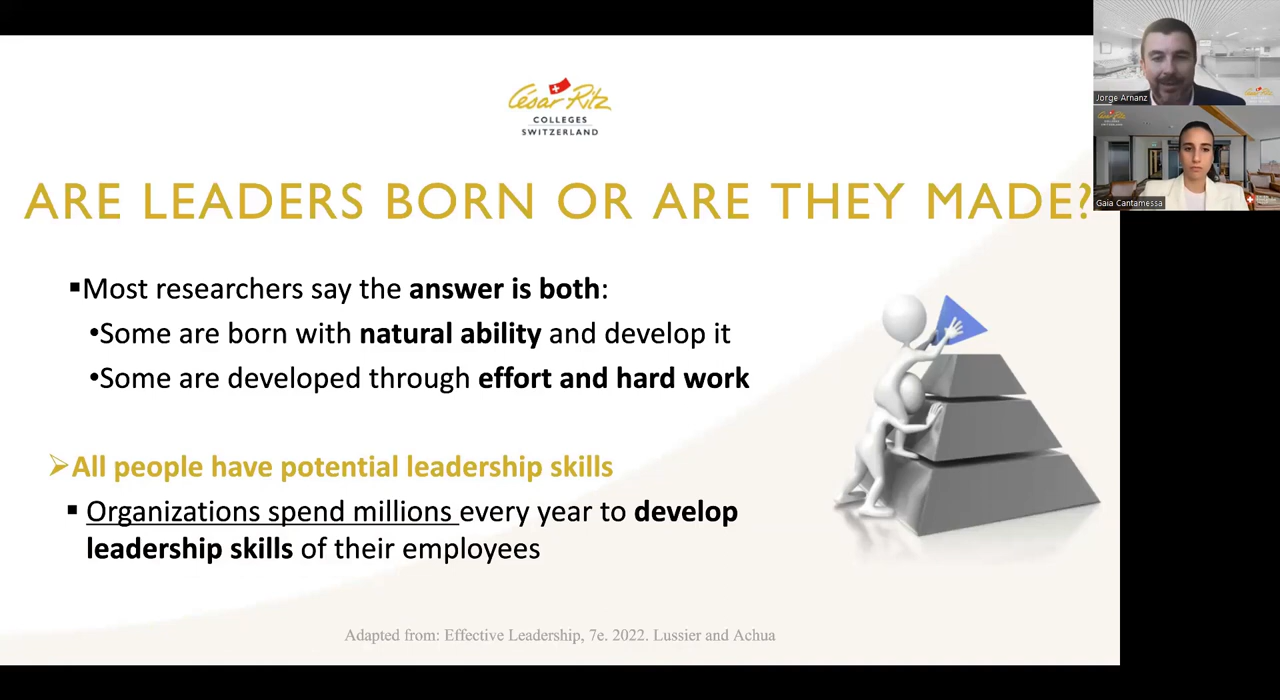 César Ritz
COLLEGES
SWITZERLAND
ARE LEADERS BORN OR ARE THEY MADE?
▪Most researchers say the answer is both:
•Some are born with natural ability and develop it
•Some are developed through effort and hard work
➢All people have potential leadership skills
▪ Organizations spend millions every year to develop
leadership skills of their employees
Adapted from: Effective Leadership, 7e. 2022. Lussier and Achua
Jorge Arnanz
César Ritz
COLLEGES
Gaia Cantamessa